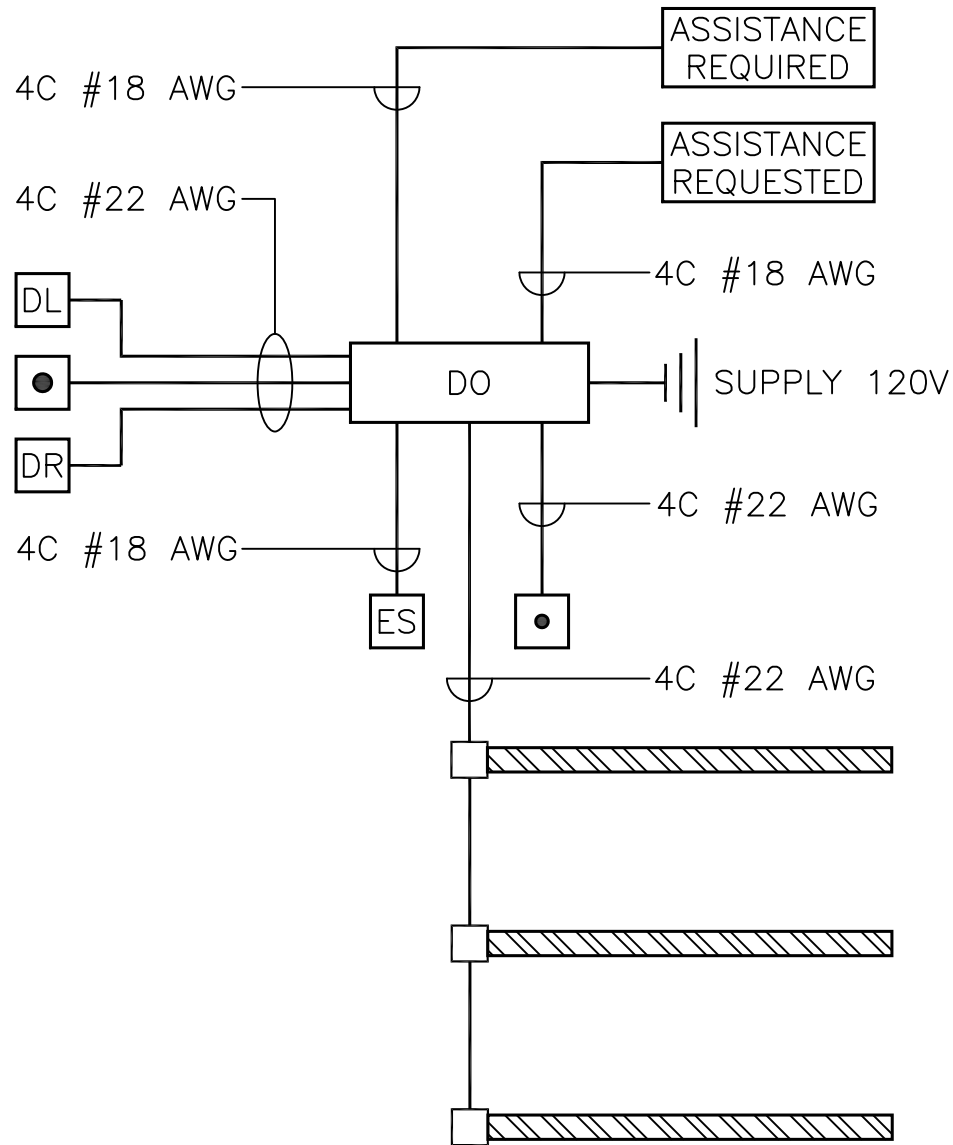 ASSISTANCE
REQUIRED
4C #18 AWG
ASSISTANCE
REQUESTED
4C #22 AWG
4C #18 AWG
DL
DO
SUPPLY 120V
DR
4C #22 AWG
4C #18 AWG
ES
4C #22 AWG